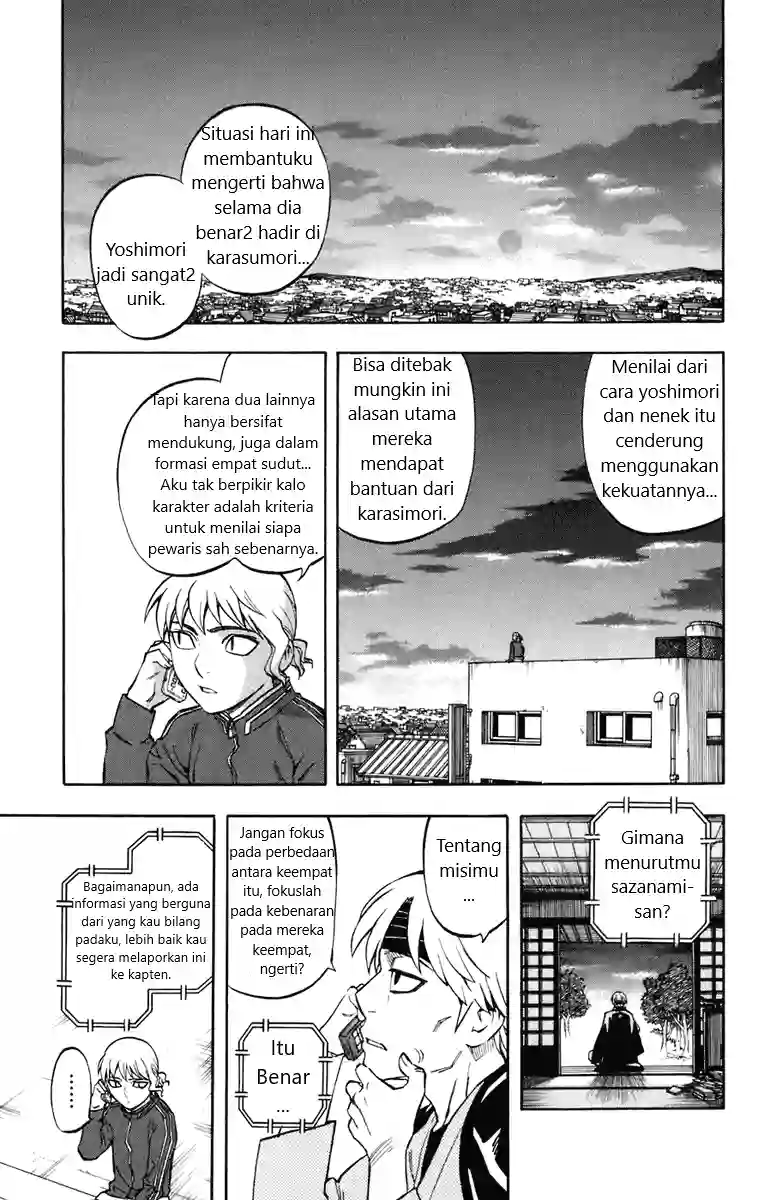 Situasi hari ini
membantuku
mengerti bahwa
selama dia
benar2 hadir di
karasumori...
Yoshimori
jadi sangat2
unik.
Menilai dari
cara yoshimori
dan nenek itu
cenderung
menggunakan
kekuatannya...
Bisa ditebak
mungkin ini
alasan utama
mereka
mendapat
bantuan dari
karasimori.
Tapi karena dua lainnya
hanya bersifat
mendukung, juga dalam
formasi empat sudut...
Aku tak berpikir kalo
karakter adalah kriteria
untuk menilai siapa
pewaris sah sebenarnya.
Gimana
menurutmu
sazanami-
san?
Tentang
misimu
...
Jangan fokus
pada perbedaan
antara keempat
itu, fokuslah
pada kebenaran
pada mereka
keempat,
ngerti?
Itu
Benar
...
Bagaimanapun, ada
informasi yang berguna
dari yang kau bilang
padaku, lebih baik kau
segera melaporkan ini
ke kapten.
......